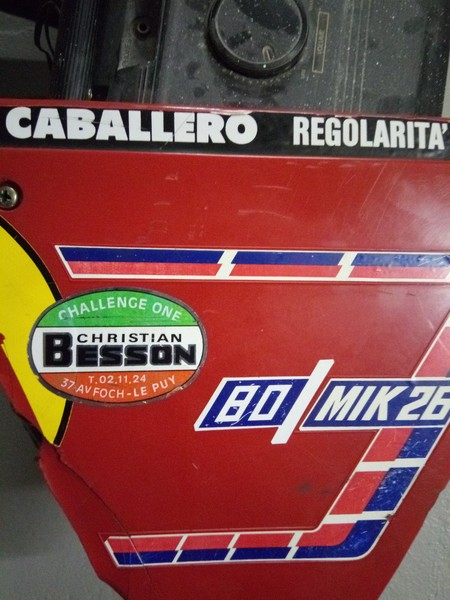 CABALLERO REGOLARITA'
CHALLENGE ONE
CHRISTIAN
BESSON
T. 02.11.24
37 AV FOCH - LE PUY
80 MIK 26